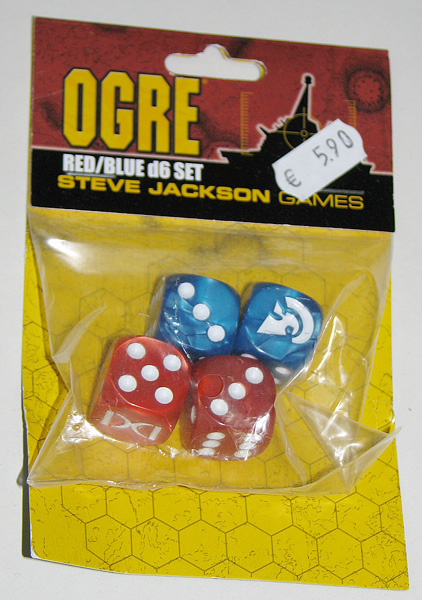 OGRE
RED/BLUE d6 SET
STEVE JACKSON GAMES
€ 5.90